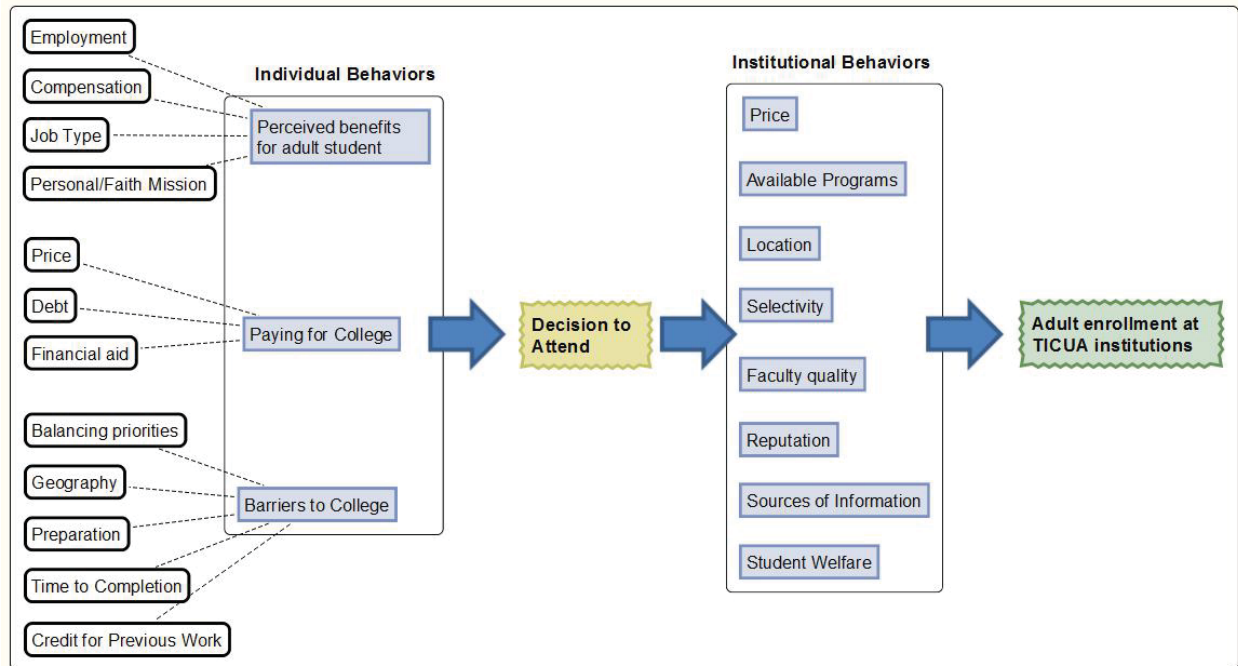 Employment
Compensation
Job Type
Personal/Faith Mission
Price
Debt
Financial aid
Balancing priorities
Geography
Preparation
Time to Completion
Credit for Previous Work
Individual Behaviors
Perceived benefits
for adult student
Paying for College
Barriers to College
Decision to
Attend
Institutional Behaviors
Price
Available Programs
Location
Selectivity
Faculty quality
Reputation
Sources of Information
Student Welfare
Adult enrollment at
TICUA institutions